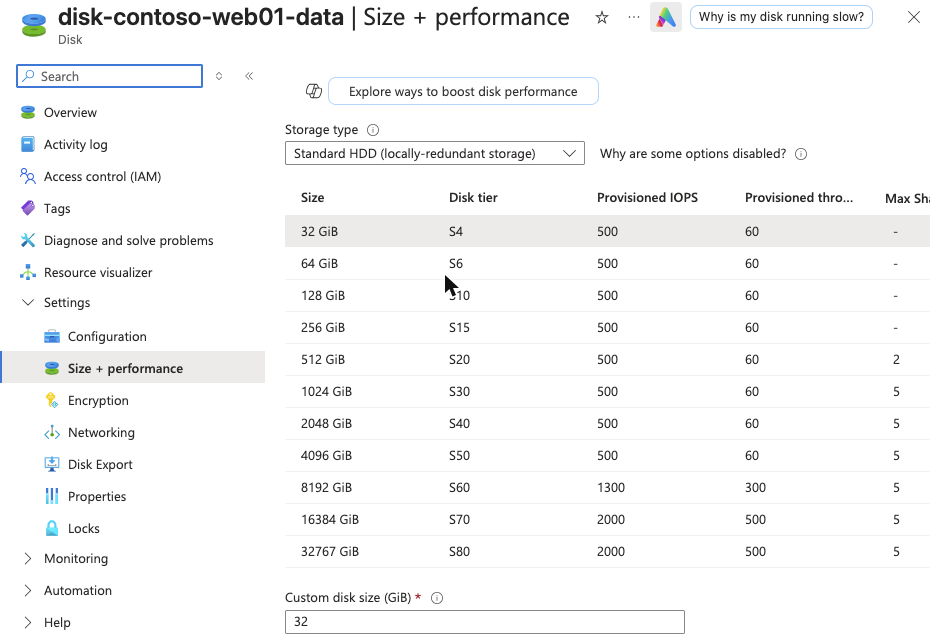 disk-contoso-web01-data | Size + performance
Why is my disk running slow?
Disk
Search
Overview
Activity log
Access control (IAM)
Tags
Diagnose and solve problems
Resource visualizer
Settings
Configuration
Size + performance
Encryption
Networking
Disk Export
Properties
Locks
Monitoring
Automation
Help
Explore ways to boost disk performance
Storage type
Standard HDD (locally-redundant storage)
Why are some options disabled?
Size Disk tier Provisioned IOPS Provisioned thro... Max Sha
32 GiB S4 500 60 -
64 GiB S6 500 60 -
128 GiB S10 500 60 -
256 GiB S15 500 60 -
512 GiB S20 500 60 2
1024 GiB S30 500 60 5
2048 GiB S40 500 60 5
4096 GiB S50 500 60 5
8192 GiB S60 1300 300 5
16384 GiB S70 2000 500 5
32767 GiB S80 2000 500 5
Custom disk size (GiB) *
32